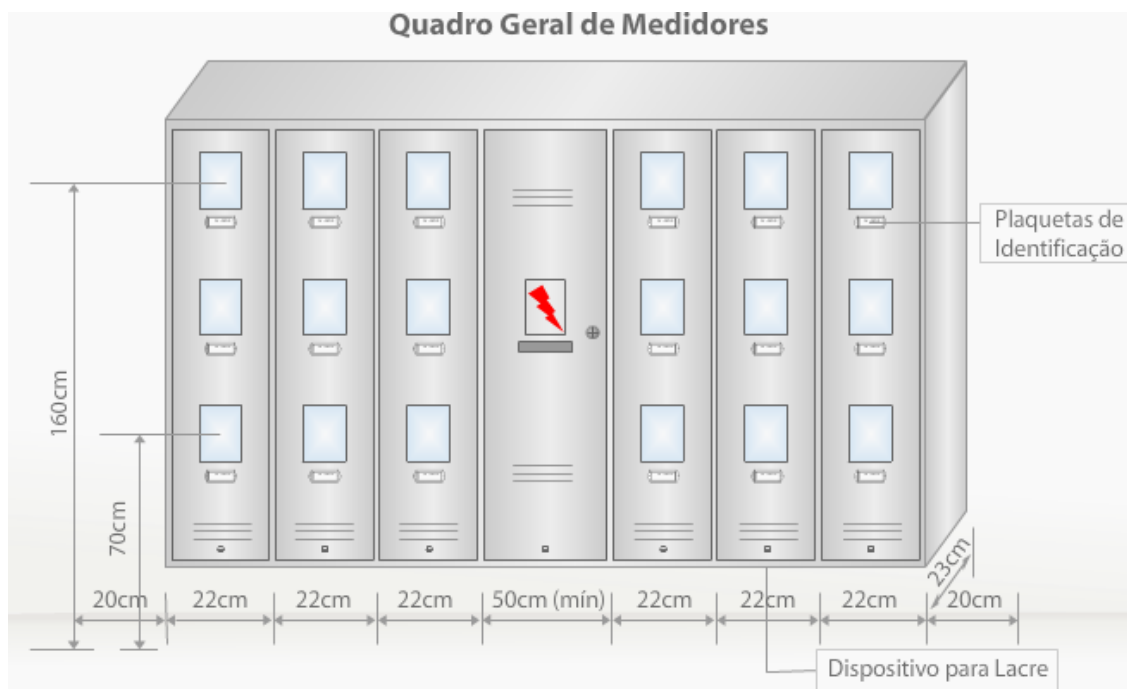 Quadro Geral de Medidores
Plaquetas de
Identificação
160cm
70cm
23cm
20cm
22cm
22cm
22cm
50cm (mín)
22cm
22cm
22cm
20cm
Dispositivo para Lacre